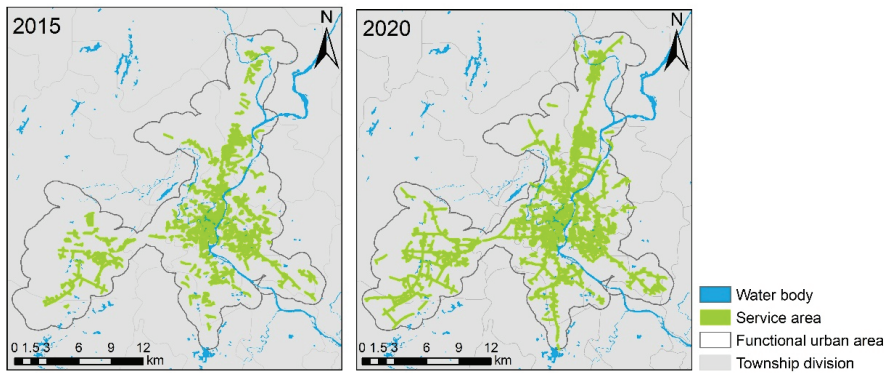 2015
N
0 1.5 3 6 9 12
km
2020
N
0 1.5 3 6 9 12
km
Water body
Service area
Functional urban area
Township division